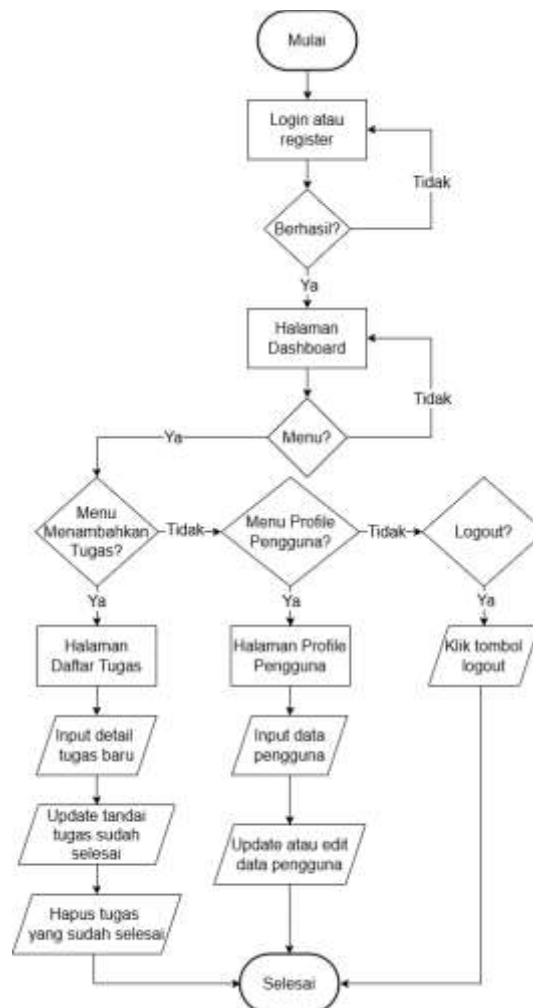 Mulai
Login atau
register
Tidak
Berhasil?
Ya
Halaman
Dashboard
Tidak
Menu?
Ya
Menu
Menambahkan
Tugas?
Tidak
Menu Profile
Pengguna?
Tidak
Logout?
Ya
Ya
Ya
Halaman
Daftar Tugas
Halaman Profile
Pengguna
Klik tombol
logout
Input detail
tugas baru
Input data
pengguna
Update tandai
tugas sudah
selesai
Update atau edit
data pengguna
Hapus tugas
yang sudah selesai
Selesai